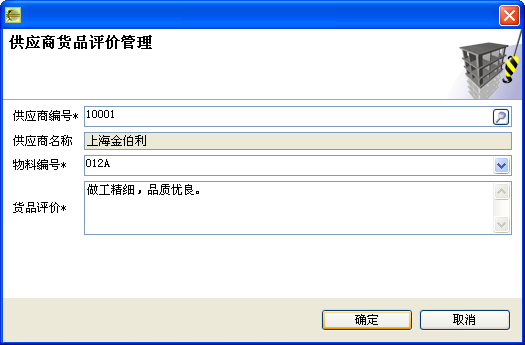 供应商货品评价管理
供应商编号* 10001
供应商名称 上海金伯利
物料编号* 012A
货品评价* 做工精细，品质优良。
确定 取消